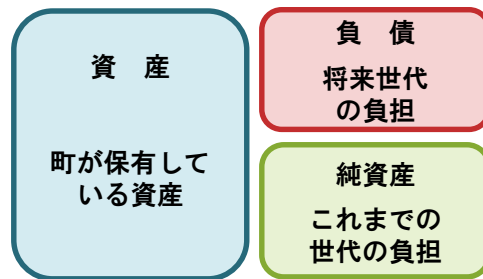 資　産
町が保有して
いる資産
負　債
将来世代
の負担
純資産
これまでの
世代の負担